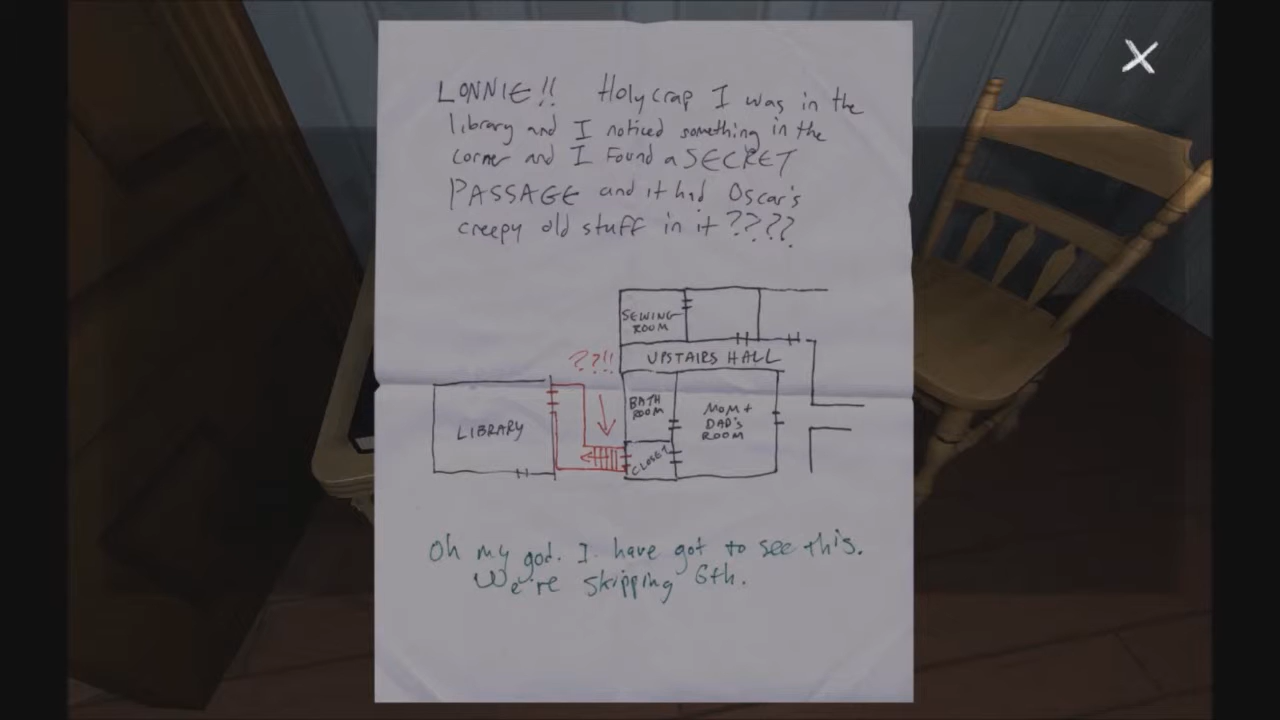 LONNIE!! Holy crap I was in the
library and I noticed something in the
corner and I found a SECRET
PASSAGE and it had Oscar's
creepy old stuff in it????
SEWING
ROOM
UPSTAIRS HALL
??!!
BATH
ROOM
MOM +
DAD'S
ROOM
LIBRARY
CLOSET
Oh my god. I have got to see this.
We're skipping 6th.